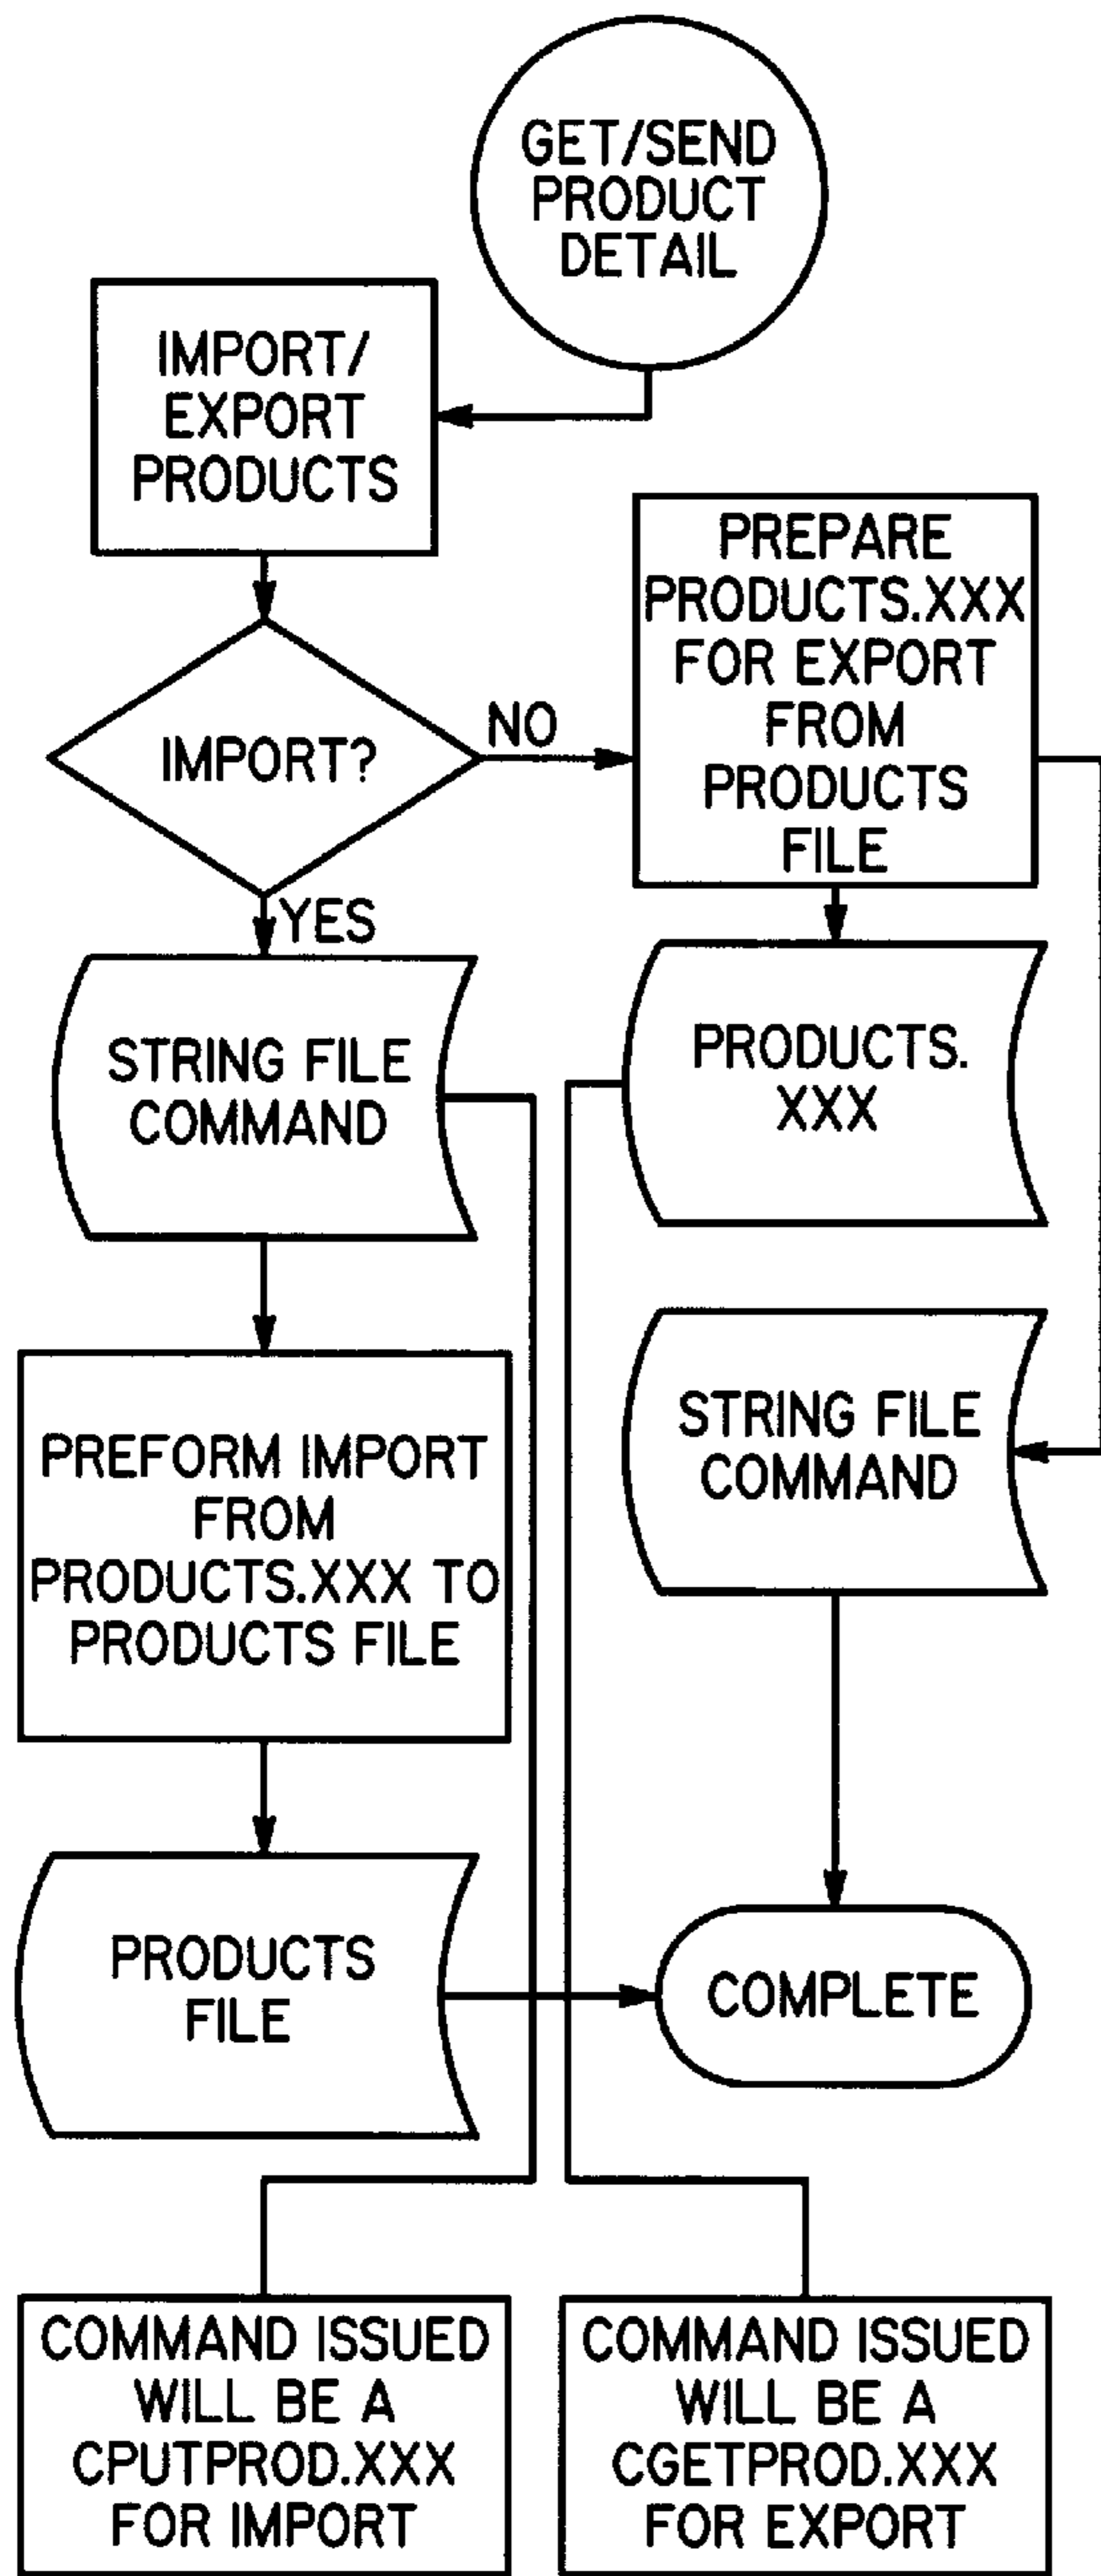 GET/SEND
PRODUCT
DETAIL
IMPORT/
EXPORT
PRODUCTS
PREPARE
PRODUCTS.XXX
FOR EXPORT
FROM
PRODUCTS
FILE
IMPORT?
NO
YES
STRING FILE
COMMAND
PRODUCTS.
XXX
PREFORM IMPORT
FROM
PRODUCTS.XXX TO
PRODUCTS FILE
STRING FILE
COMMAND
PRODUCTS
FILE
COMPLETE
COMMAND ISSUED
WILL BE A
CPUTPROD.XXX
FOR IMPORT
COMMAND ISSUED
WILL BE A
CGETPROD.XXX
FOR EXPORT